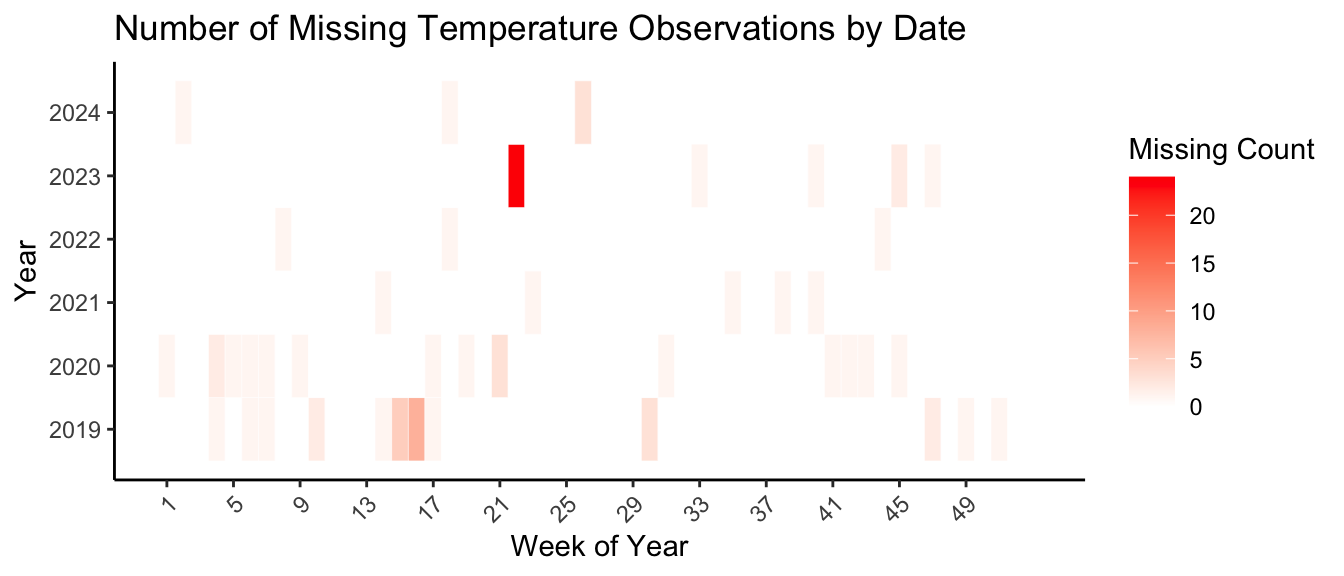 Number of Missing Temperature Observations by Date
Year
2024
2023
2022
2021
2020
2019
1 5 9 13 17 21 25 29 33 37 41 45 49
Week of Year
Missing Count
20
15
10
5
0